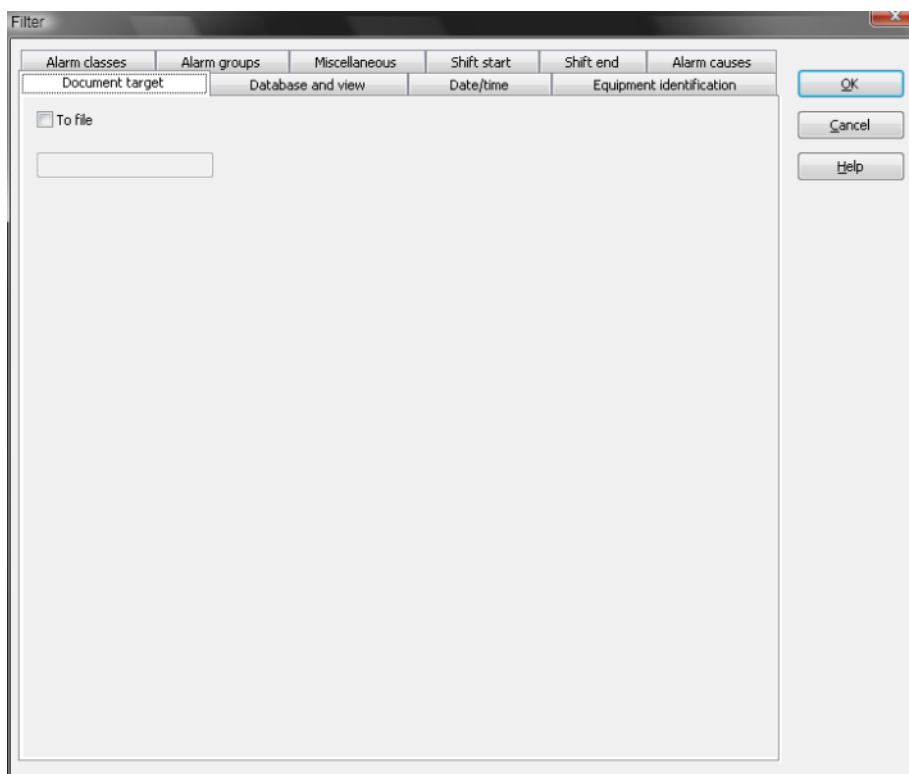 Filter
Alarm classes Alarm groups Miscellaneous Shift start Shift end Alarm causes
Document target Database and view Date/time Equipment identification
To file
OK
Cancel
Help